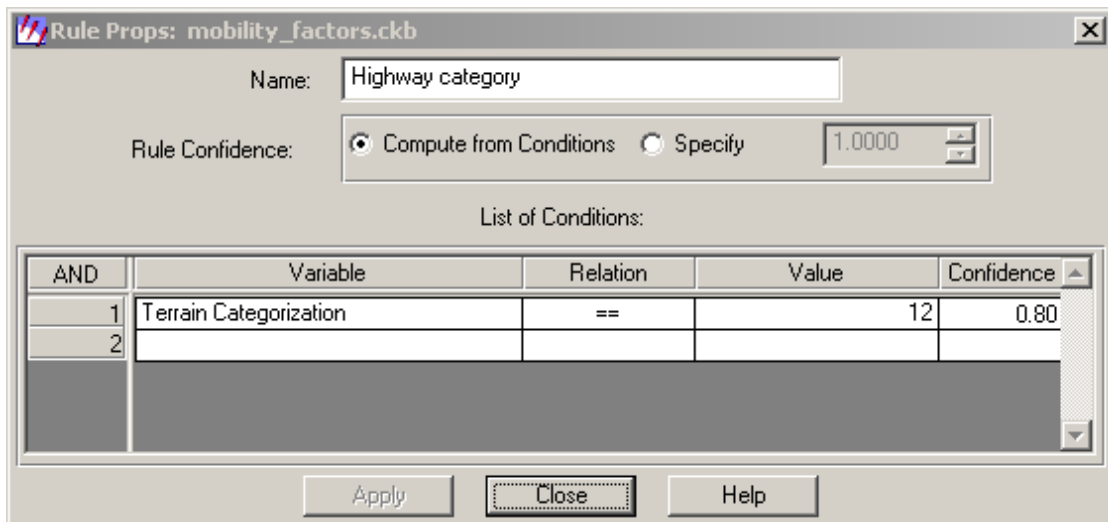 Rule Props: mobility_factors.ckb
Name: Highway category
Rule Confidence: Compute from Conditions Specify 1.0000
List of Conditions:
AND Variable Relation Value Confidence
1 Terrain Categorization == 12 0.80
2
Apply Close Help